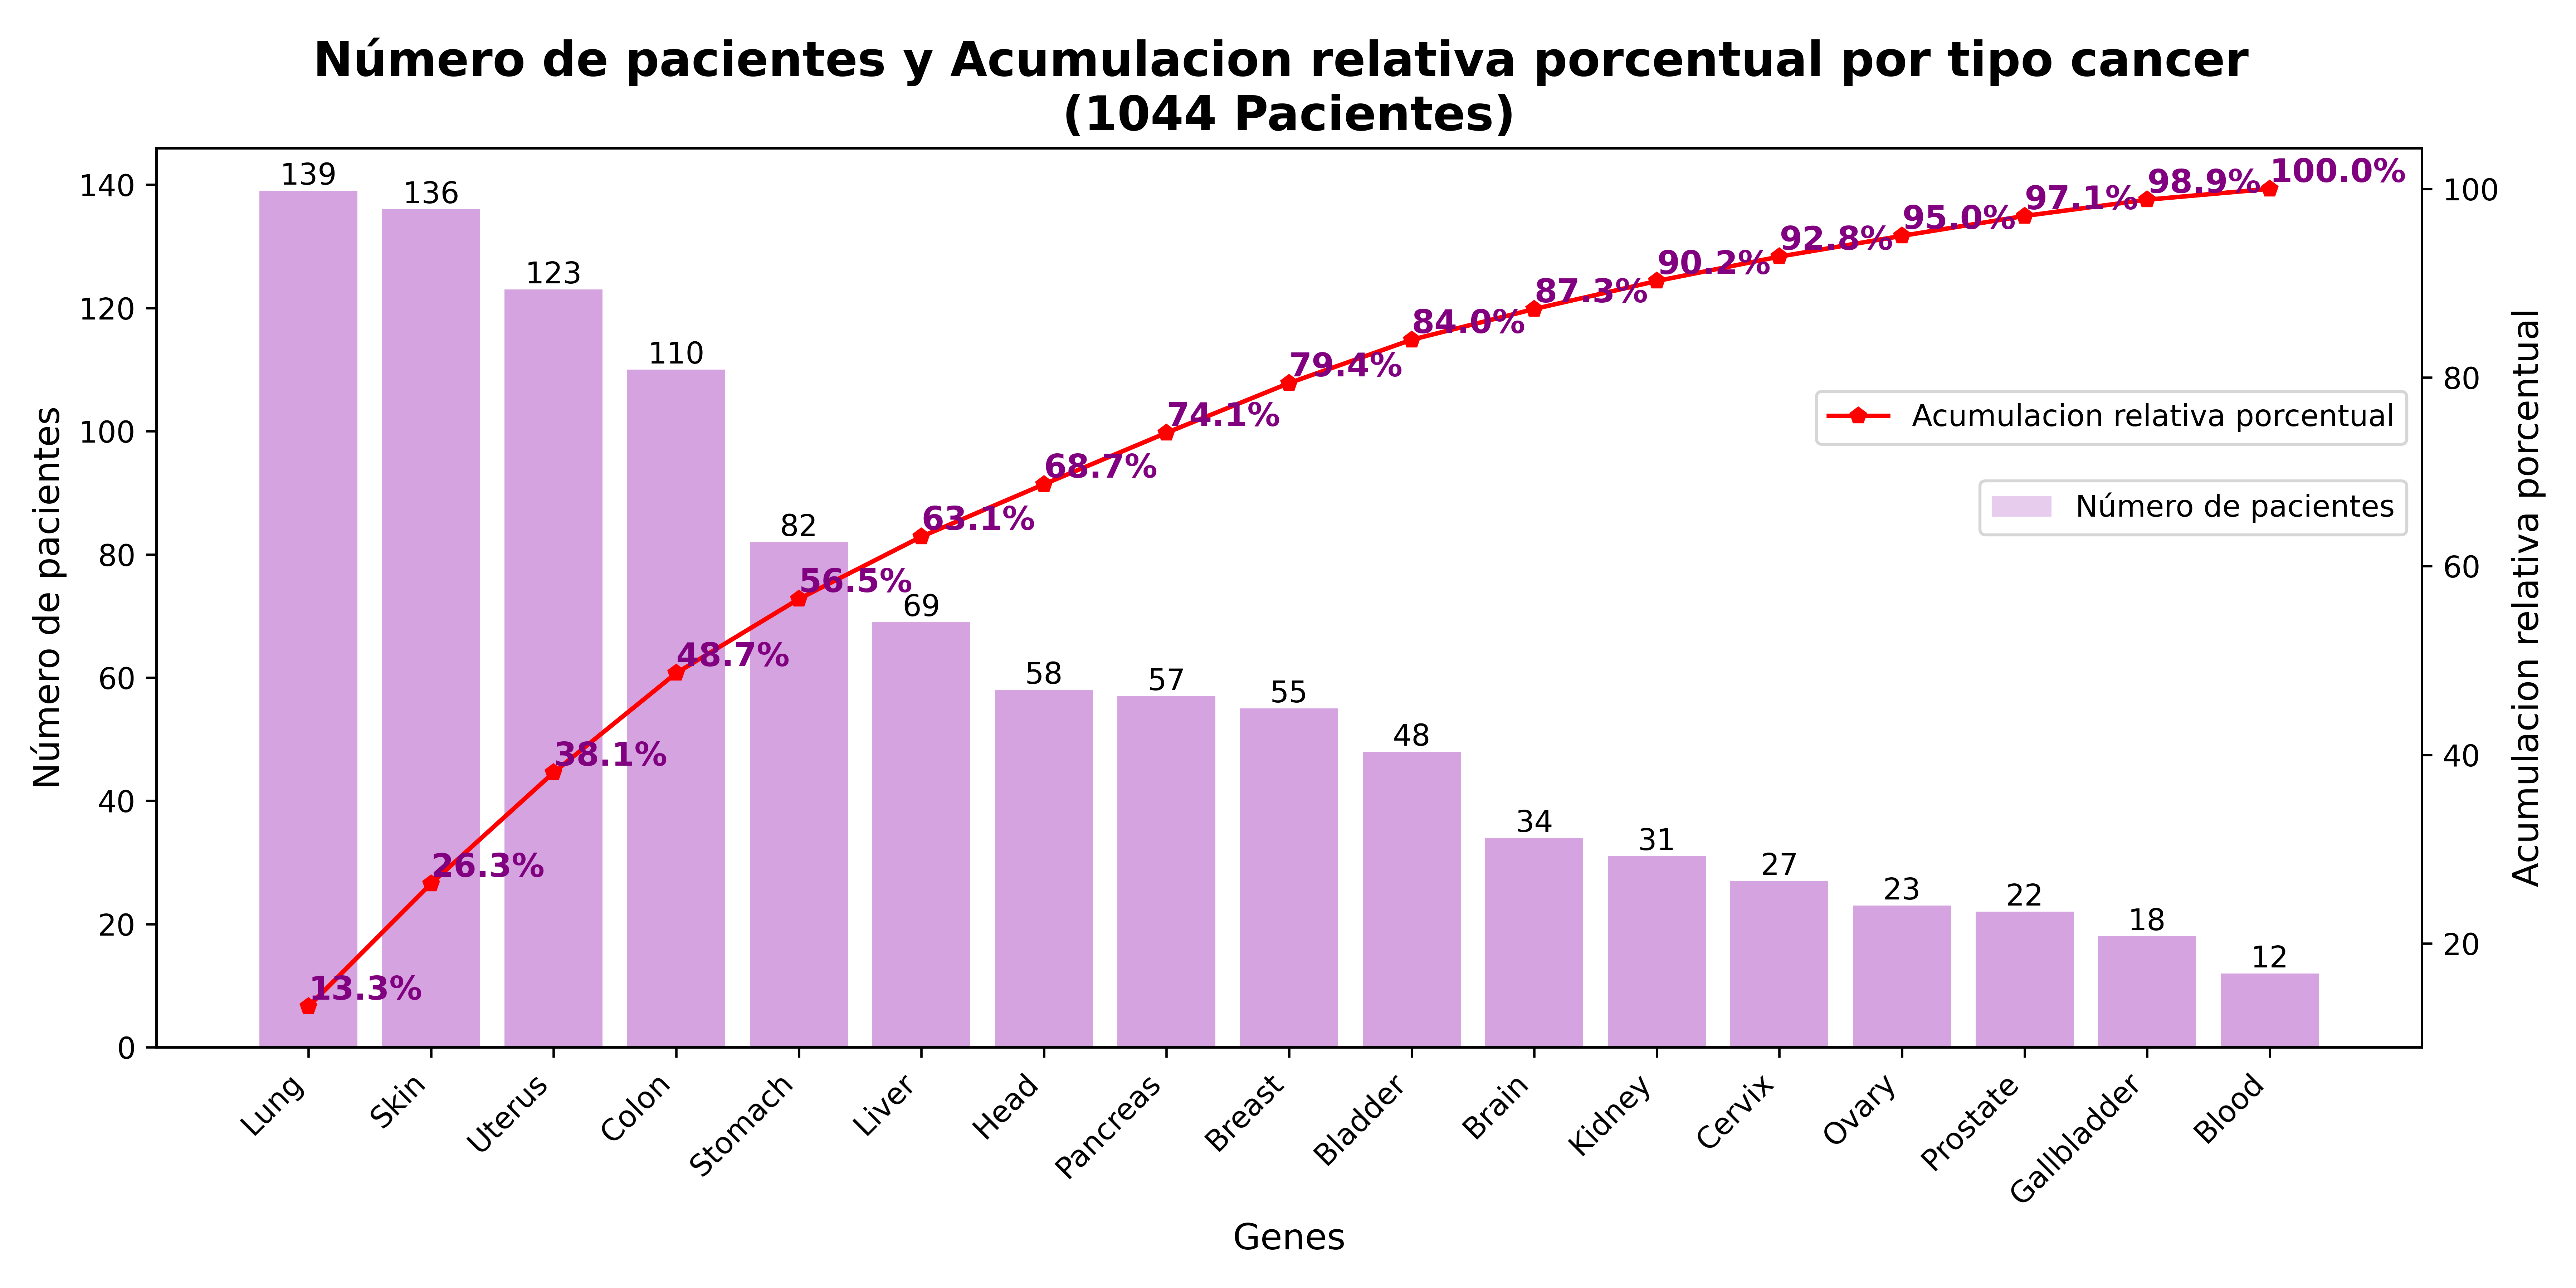 Número de pacientes y Acumulacion relativa porcentual por tipo cancer
(1044 Pacientes)
Número de pacientes
140
120
100
80
60
40
20
0
139
136
123
110
82
69
58
57
55
48
34
31
27
23
22
18
12
13.3%
26.3%
38.1%
48.7%
56.5%
63.1%
68.7%
74.1%
79.4%
84.0%
87.3%
90.2%
92.8%
95.0%
97.1%
98.9%
100.0%
Acumulacion relativa porcentual
Número de pacientes
100
80
60
40
20
Acumulacion relativa porcentual
Lung
Skin
Uterus
Colon
Stomach
Liver
Head
Pancreas
Breast
Bladder
Brain
Kidney
Cervix
Ovary
Prostate
Gallbladder
Blood
Genes